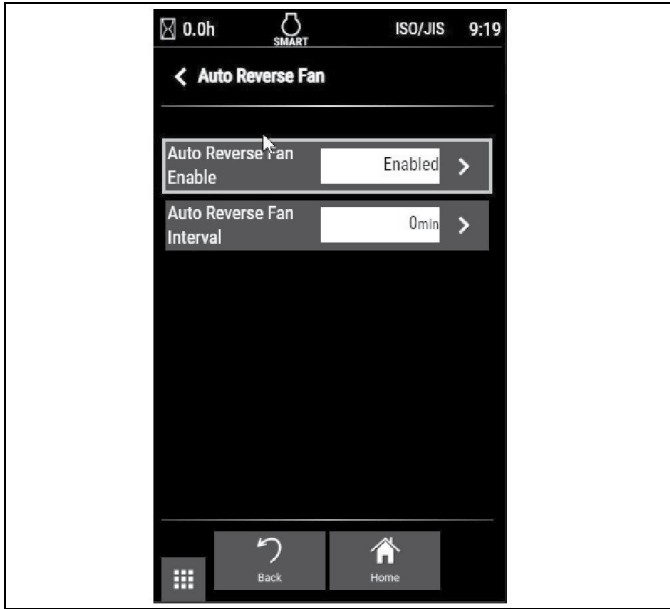 0.0h SMART ISO/JIS 9:19
Auto Reverse Fan
Auto Reverse Fan
Enable
Enabled
Auto Reverse Fan
Interval
0min
Back Home